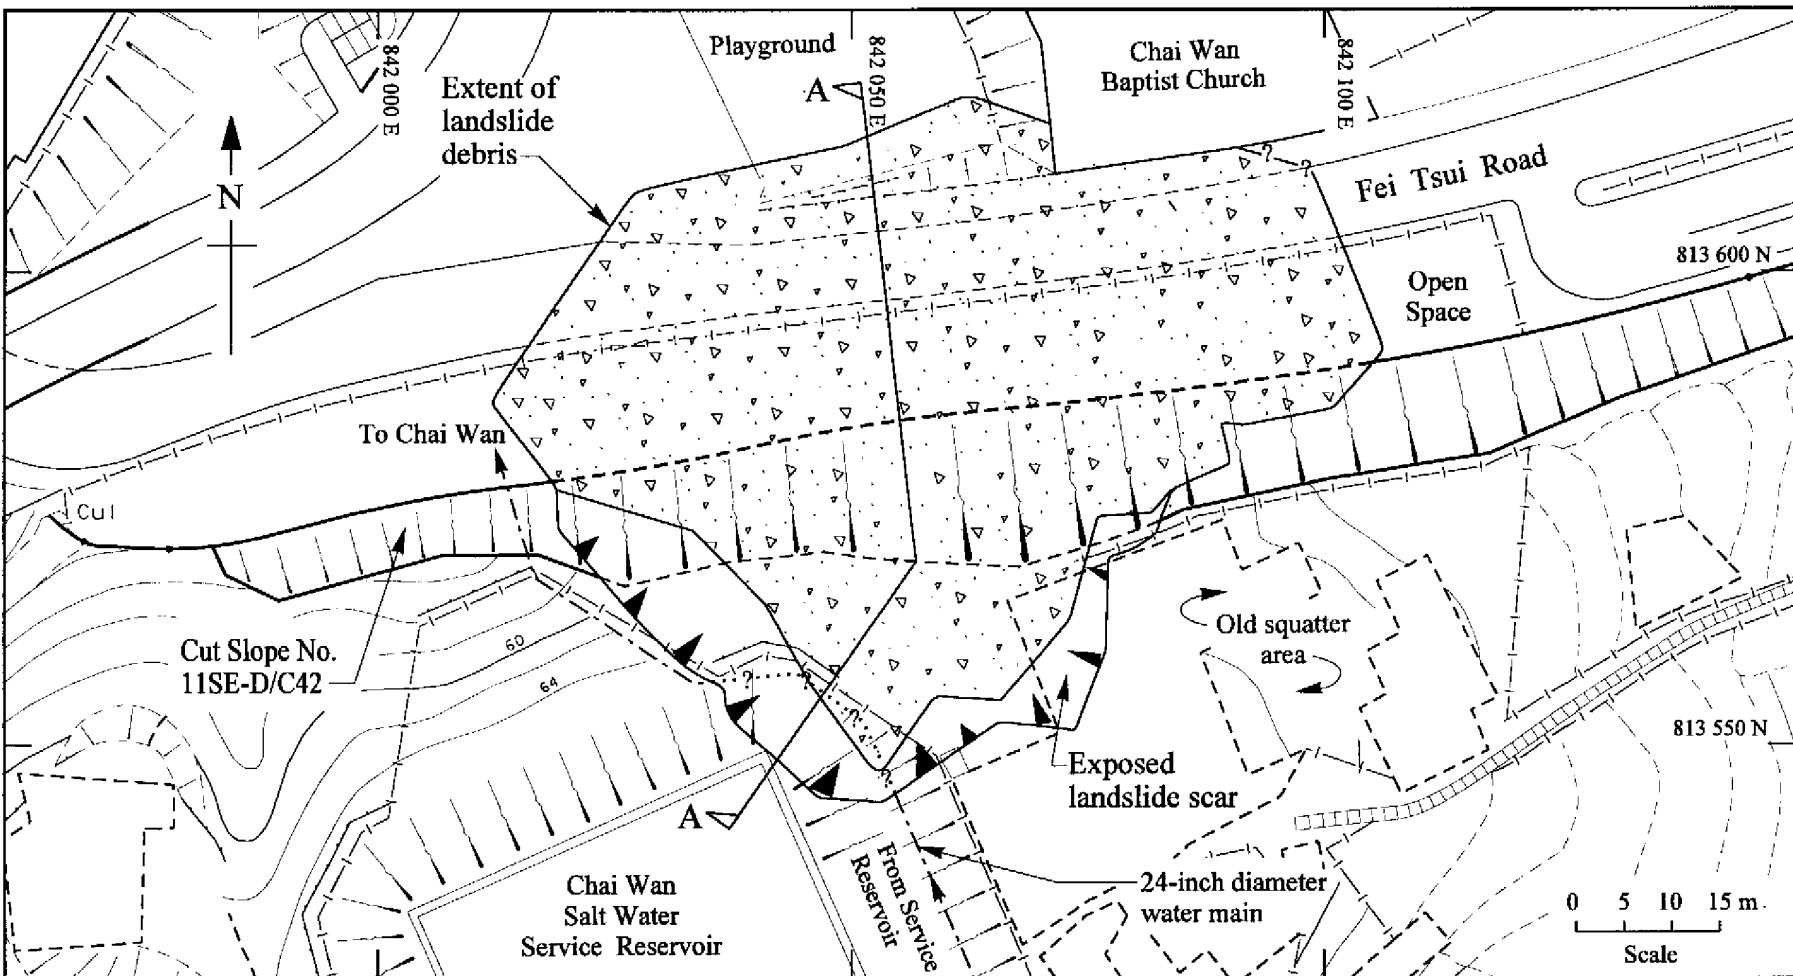 Playground
842 000 E
842 050 E
842 100 E
Chai Wan
Baptist Church
Extent of
landslide
debris
A
N
Fei Tsui Road
813 600 N
Open
Space
To Chai Wan
Cul
Cut Slope No.
11SE-D/C42
60
64
Old squatter
area
813 550 N
Exposed
landslide scar
A
?
?
?
?
?
?
From Service
Reservoir
24-inch diameter
water main
Chai Wan
Salt Water
Service Reservoir
0 5 10 15 m
Scale